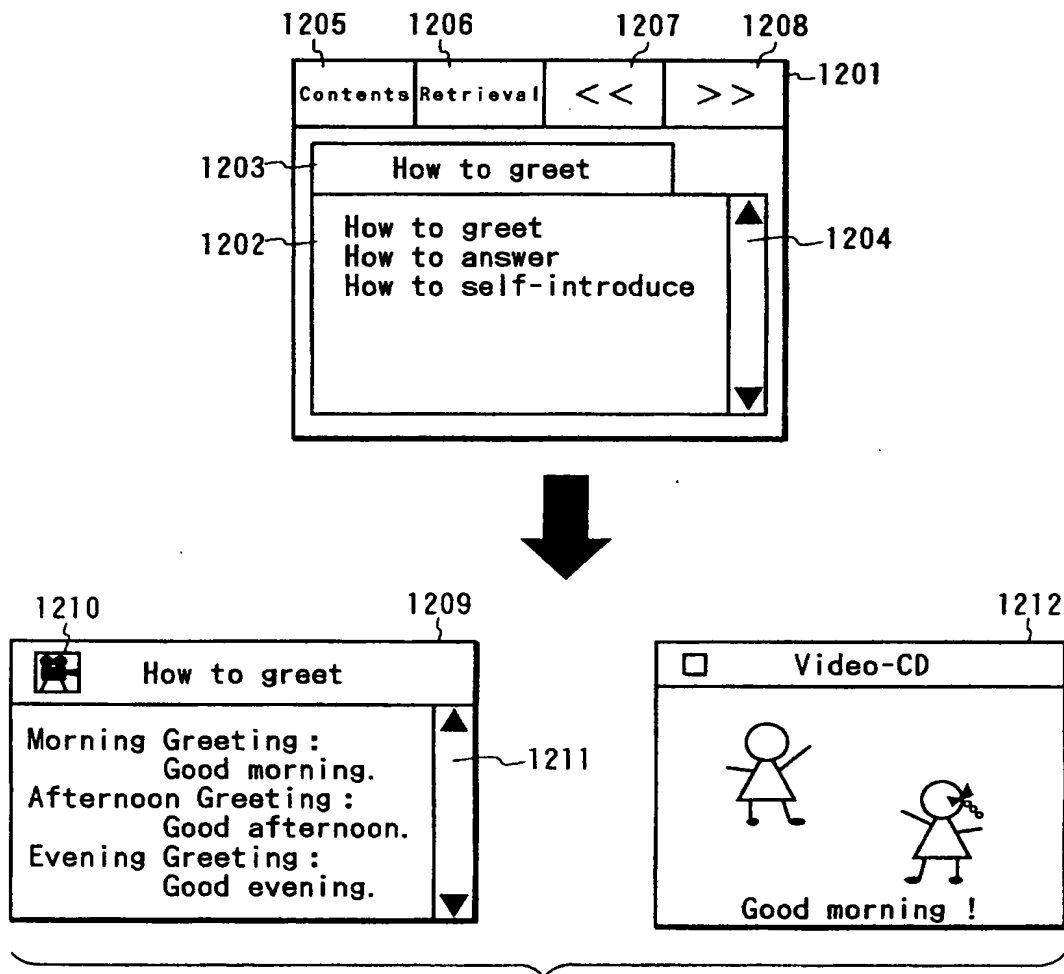 1205 1206 1207 1208
Contents Retrieval << >> 1201
1203 How to greet
1202 How to greet 1204
How to answer
How to self-introduce
1210 1209
How to greet
Morning Greeting :
Good morning.
1211
Afternoon Greeting :
Good afternoon.
Evening Greeting :
Good evening.
1212
Video-CD
Good morning !